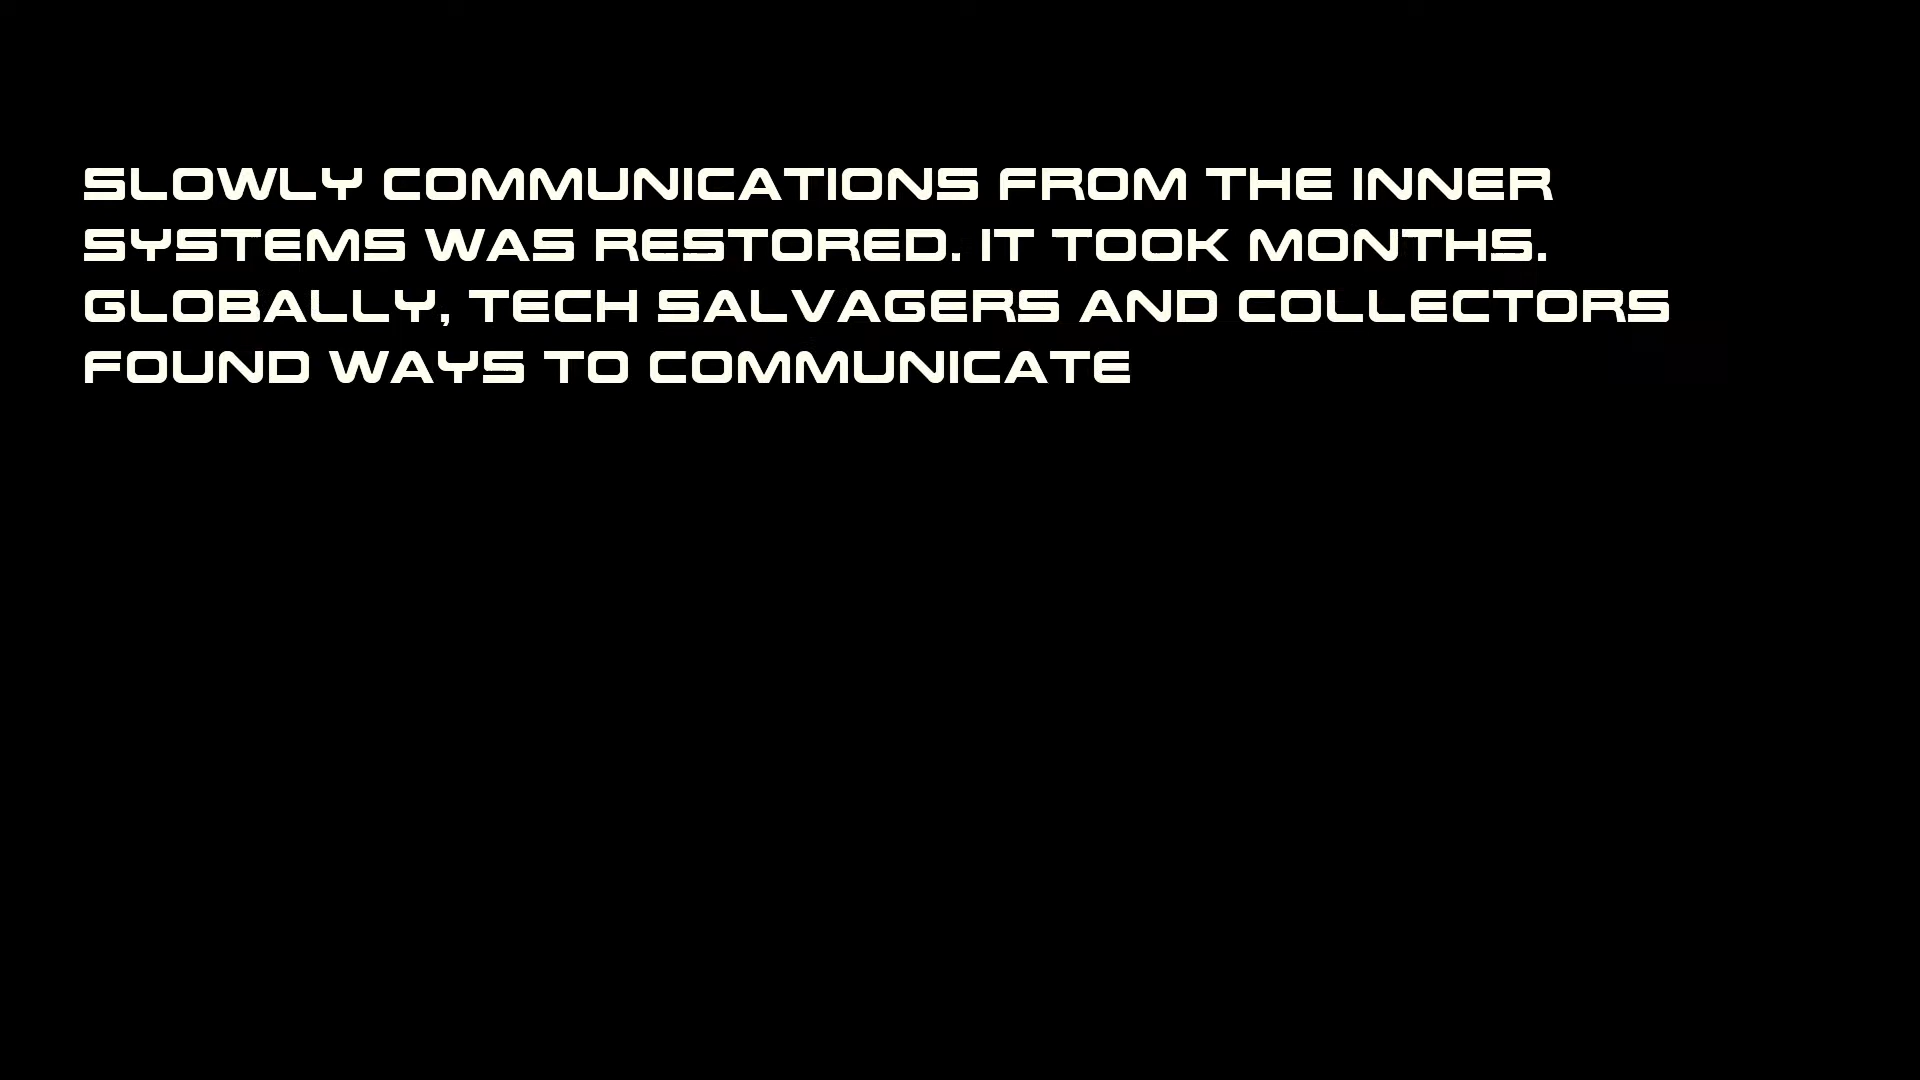 SLOWLY COMMUNICATIONS FROM THE INNER
SYSTEMS WAS RESTORED. IT TOOK MONTHS.
GLOBALLY, TECH SALVAGERS AND COLLECTORS
FOUND WAYS TO COMMUNICATE